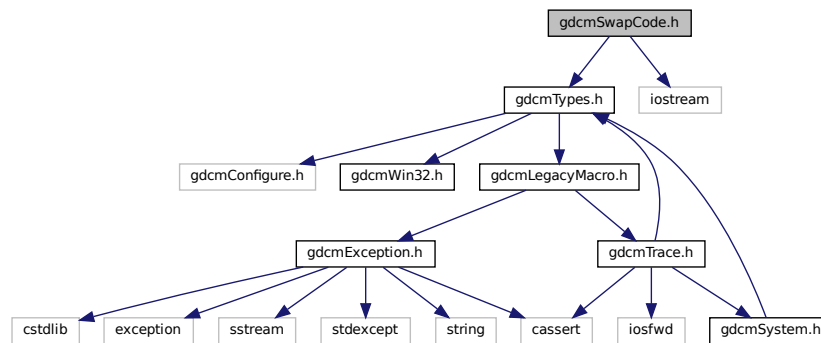 gdcmSwapCode.h
gdcmTypes.h
iostream
gdcmConfigure.h
gdcmWin32.h
gdcmLegacyMacro.h
gdcmException.h
gdcmTrace.h
cstdlib
exception
sstream
stdexcept
string
cassert
iosfwd
gdcmSystem.h